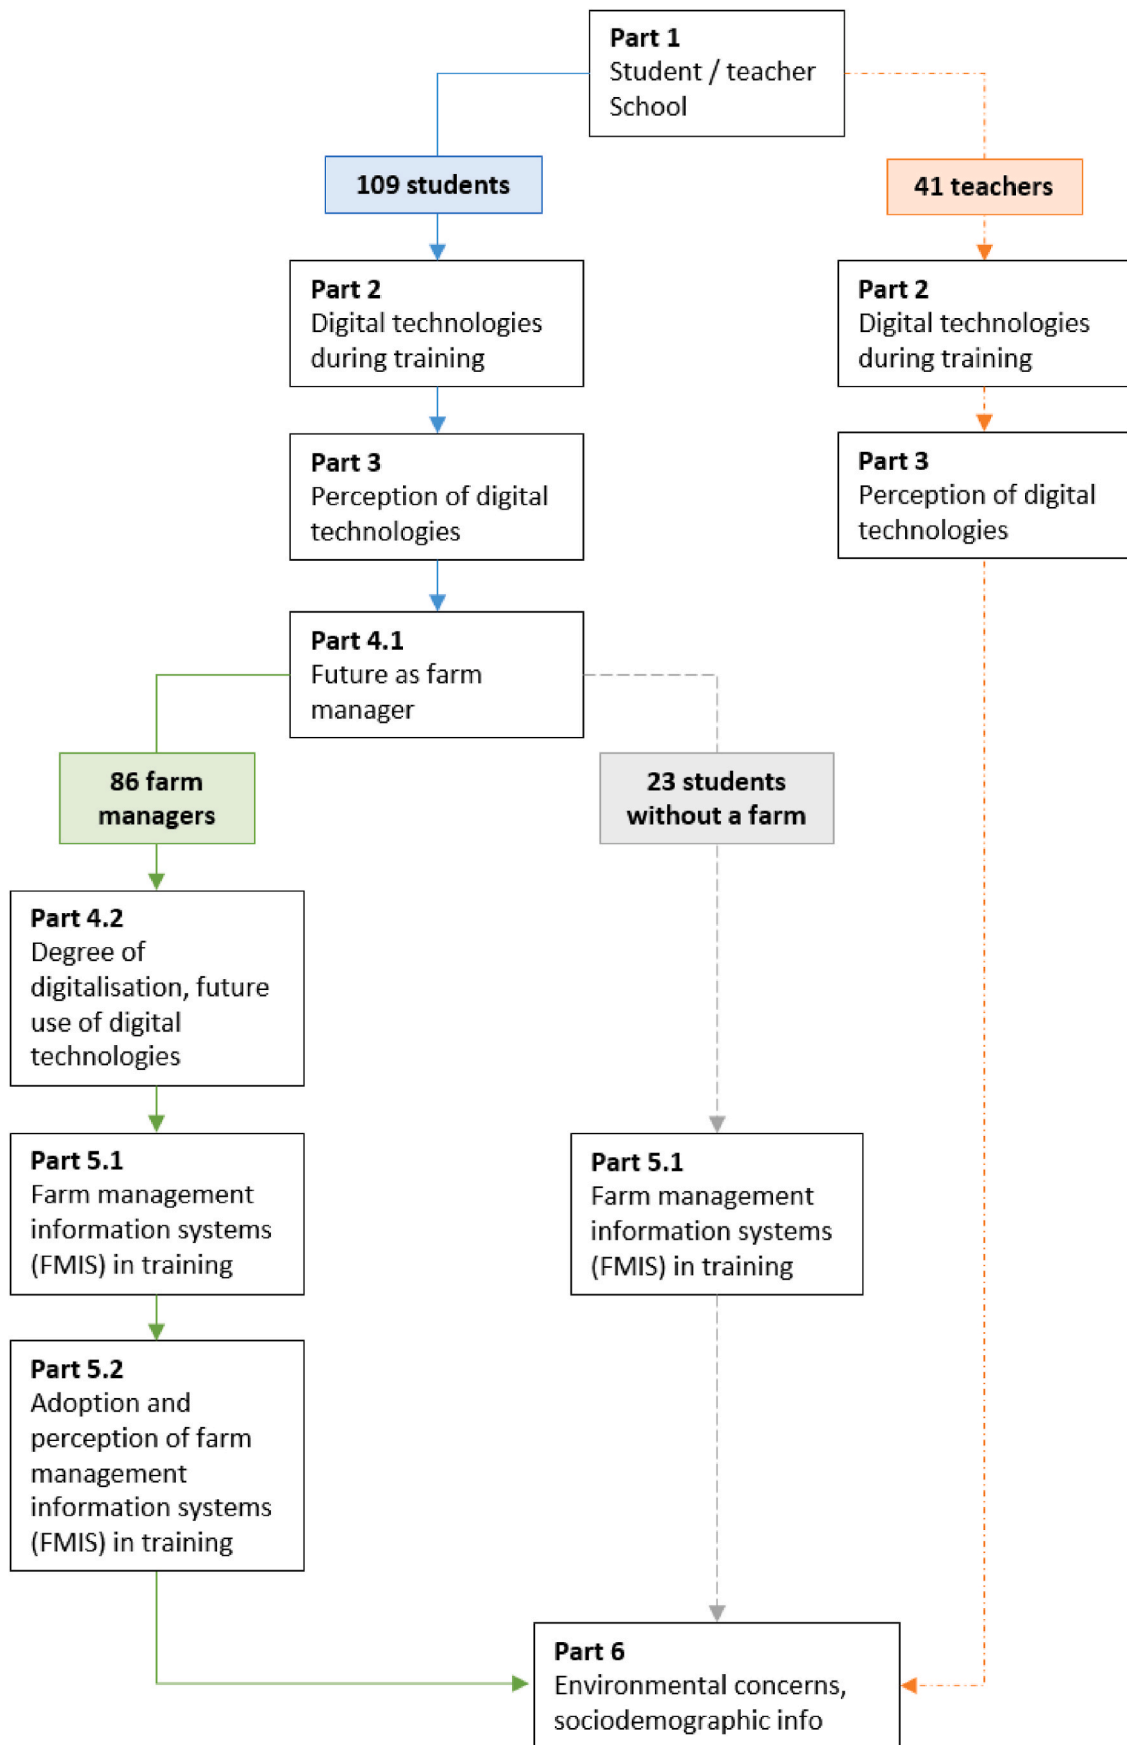 Part 1
Student / teacher
School
109 students
41 teachers
Part 2
Digital technologies
during training
Part 2
Digital technologies
during training
Part 3
Perception of digital
technologies
Part 3
Perception of digital
technologies
Part 4.1
Future as farm
manager
86 farm
managers
23 students
without a farm
Part 4.2
Degree of
digitalisation, future
use of digital
technologies
Part 5.1
Farm management
information systems
(FMIS) in training
Part 5.1
Farm management
information systems
(FMIS) in training
Part 5.2
Adoption and
perception of farm
management
information systems
(FMIS) in training
Part 6
Environmental concerns,
sociodemographic info